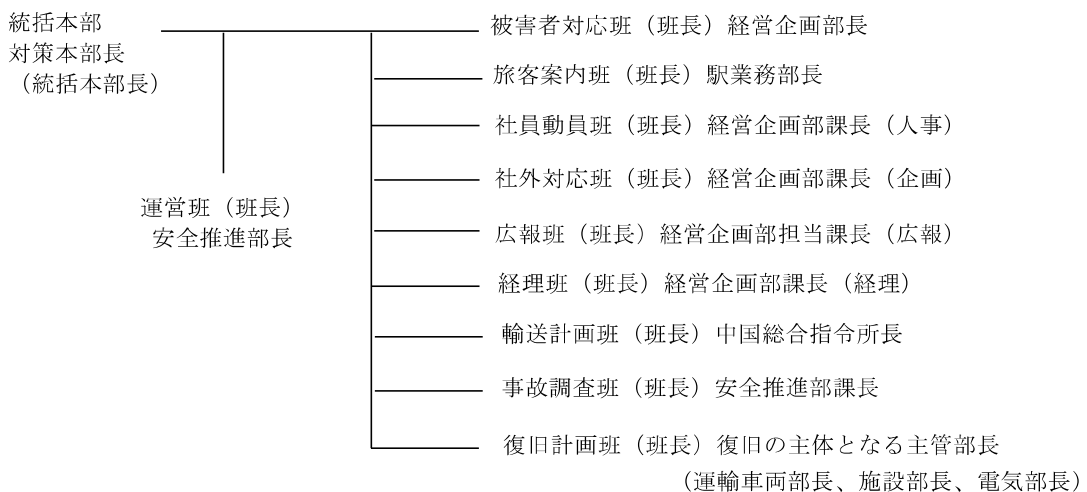 統括本部
対策本部長
（統括本部長）
運営班（班長）
安全推進部長
被害者対応班（班長）経営企画部長
旅客案内班（班長）駅業務部長
社員動員班（班長）経営企画部課長（人事）
社外対応班（班長）経営企画部課長（企画）
広報班（班長）経営企画部担当課長（広報）
経理班（班長）経営企画部課長（経理）
輸送計画班（班長）中国総合指令所長
事故調査班（班長）安全推進部課長
復旧計画班（班長）復旧の主体となる主管部長
（運輸車両部長、施設部長、電気部長）